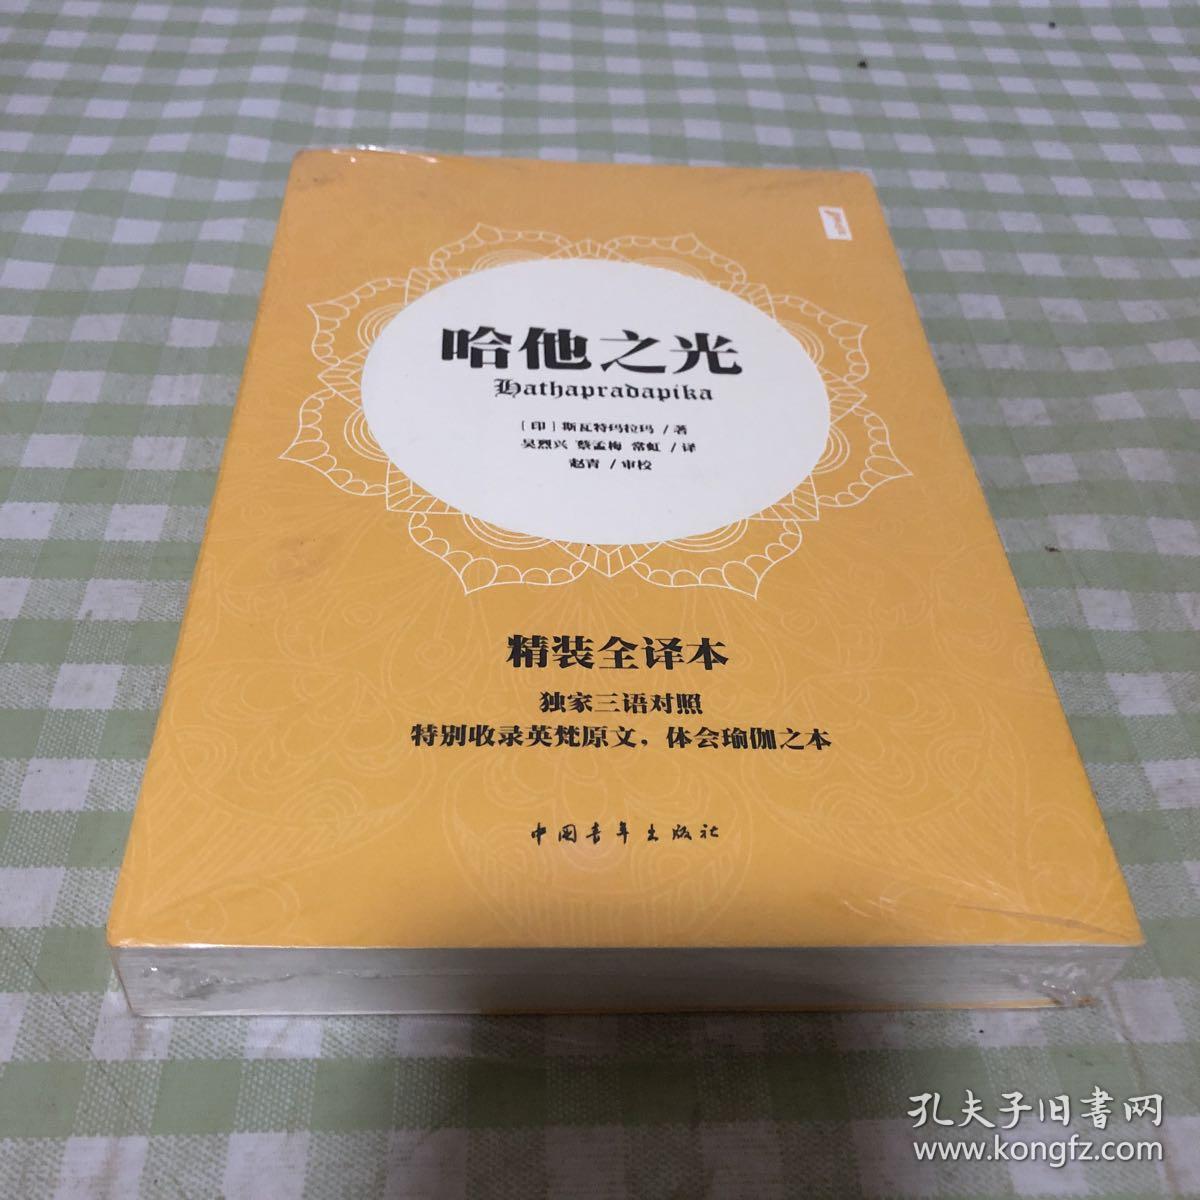 哈他之光
Hathapradapika
［印］斯瓦特玛拉玛／著
吴烈兴 蔡孟梅 常虹／译
赵青／审校
精装全译本
独家三语对照
特别收录英梵原文，体会瑜伽之本
中国青年出版社
孔夫子旧书网
www.kongfz.com